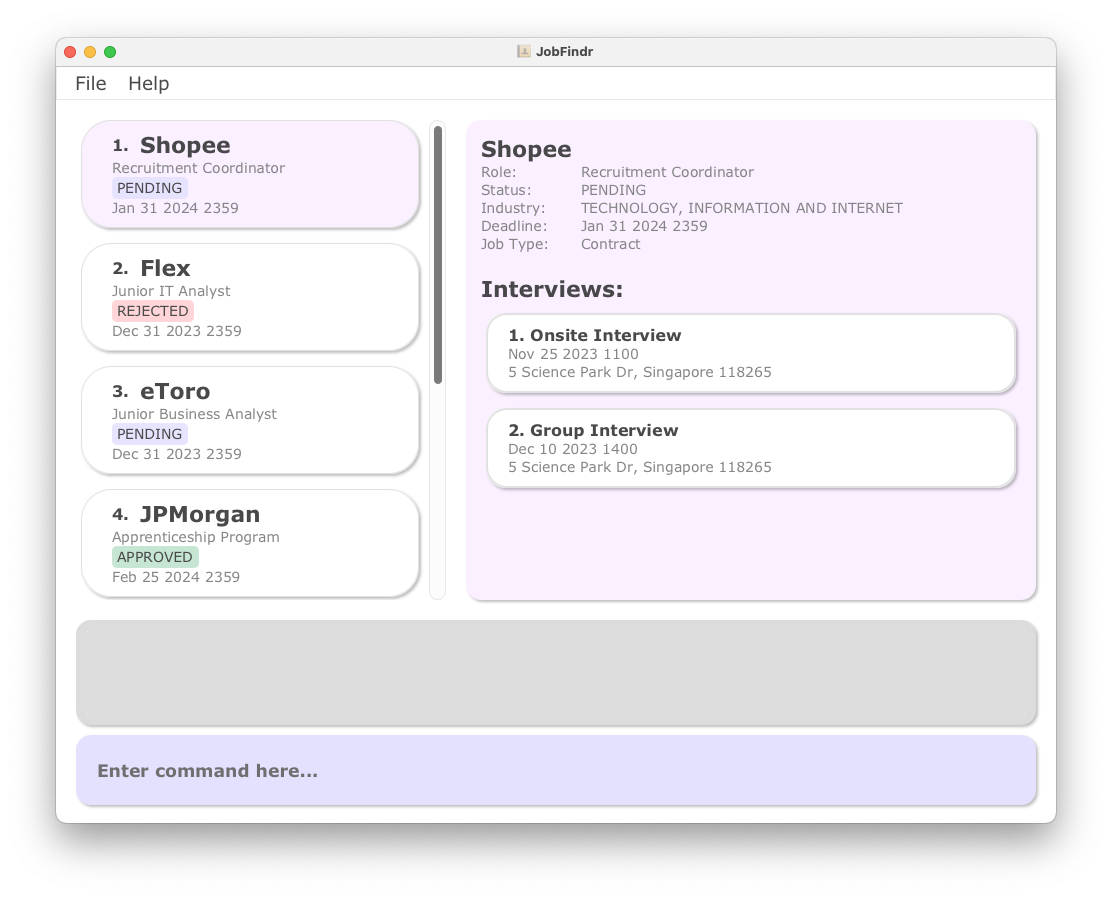 JobFindr
File Help
1. Shopee
Recruitment Coordinator
PENDING
Jan 31 2024 2359
2. Flex
Junior IT Analyst
REJECTED
Dec 31 2023 2359
3. eToro
Junior Business Analyst
PENDING
Dec 31 2023 2359
4. JPMorgan
Apprenticeship Program
APPROVED
Feb 25 2024 2359
Shopee
Role: Recruitment Coordinator
Status: PENDING
Industry: TECHNOLOGY, INFORMATION AND INTERNET
Deadline: Jan 31 2024 2359
Job Type: Contract
Interviews:
1. Onsite Interview
Nov 25 2023 1100
5 Science Park Dr, Singapore 118265
2. Group Interview
Dec 10 2023 1400
5 Science Park Dr, Singapore 118265
Enter command here...